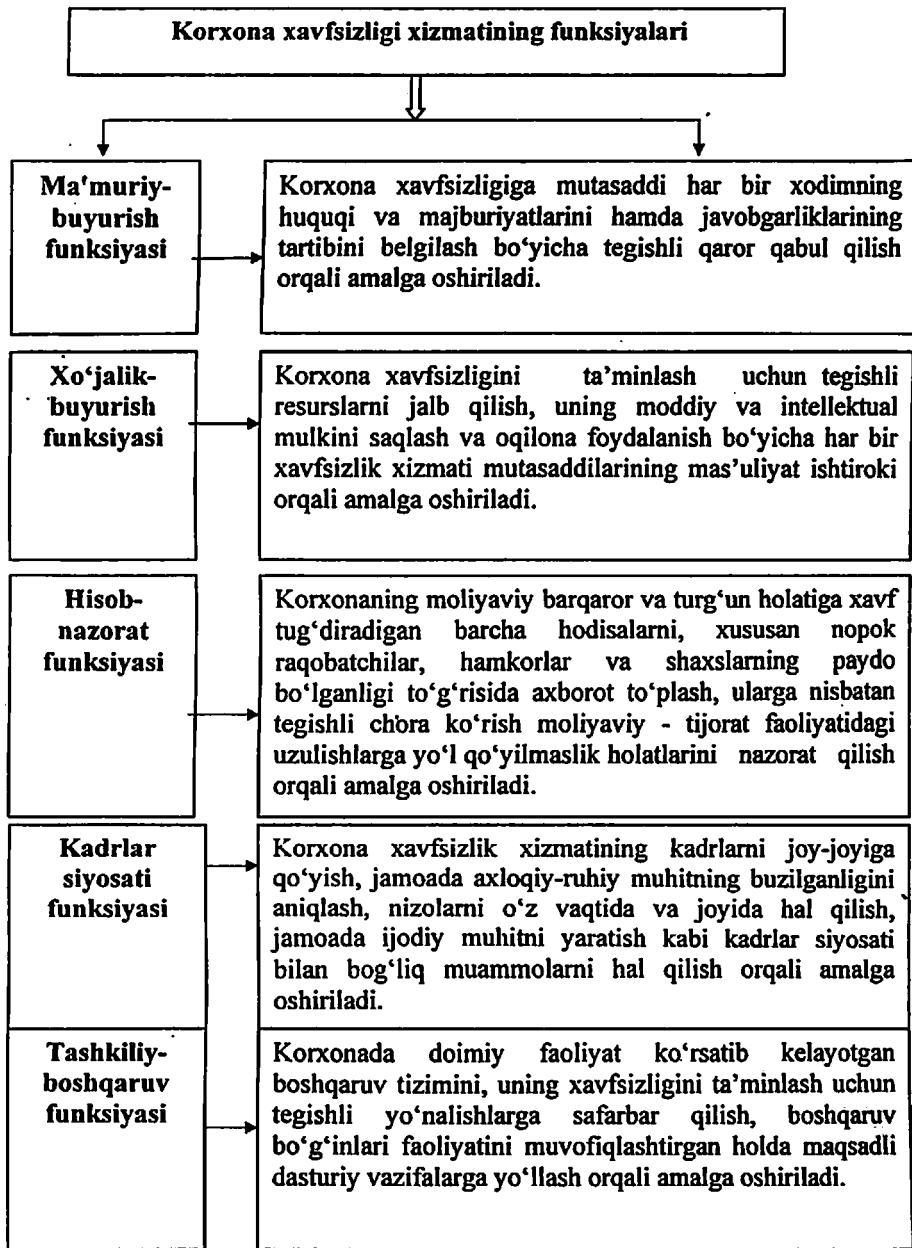 Korxona xavfsizligi xizmatining funksiyalari
Ma‘muriy-
buyurish
funksiyasi
Korxona xavfsizligiga mutasaddi har bir xodimning
huquqi va majburiyatlarini hamda javobgarliklarining
tartibini belgilash bo‘yicha tegishli qaror qabul qilish
orqali amalga oshiriladi.
Xo‘jalik-
buyurish
funksiyasi
Korxona xavfsizligini ta’minlash uchun tegishli
resurslarni jalb qilish, uning moddiy va intellektual
mulkini saqlash va oqilona foydalanish bo‘yicha har bir
xavfsizlik xizmati mutasaddilarining mas’uliyat ishtiroki
orqali amalga oshiriladi.
Hisob-
nazorat
funksiyasi
Korxonaning moliyaviy barqaror va turg‘un holatiga xavf
tug‘diradigan barcha hodisalarni, xususan nopok
raqobatchilar, hamkorlar va shaxslarning paydo
bo‘lganligi to‘g‘risida axborot to‘plash, ularga nisbatan
tegishli chora ko‘rish moliyaviy - tijorat faoliyatidagi
uzulishlarga yo‘l qo‘yilmaslik holatlarini nazorat qilish
orqali amalga oshiriladi.
Kadrlar
siyosati
funksiyasi
Korxona xavfsizlik xizmatining kadrlarni joy-joyiga
qo‘yish, jamoada axloqiy-ruhiy muhitning buzilganligini
aniqlash, nizolarni o‘z vaqtida va joyida hal qilish,
jamoada ijodiy muhitni yaratish kabi kadrlar siyosati
bilan bog‘liq muammolarni hal qilish orqali amalga
oshiriladi.
Tashkiliy-
boshqaruv
funksiyasi
Korxonada doimiy faoliyat ko‘rsatib kelayotgan
boshqaruv tizimini, uning xavfsizligini ta’minlash uchun
tegishli yo‘nalishlarga safarbar qilish, boshqaruv
bo‘g‘inlari faoliyatini muvofiqlashtirgan holda maqsadli
dasturiy vazifalarga yo‘llash orqali amalga oshiriladi.